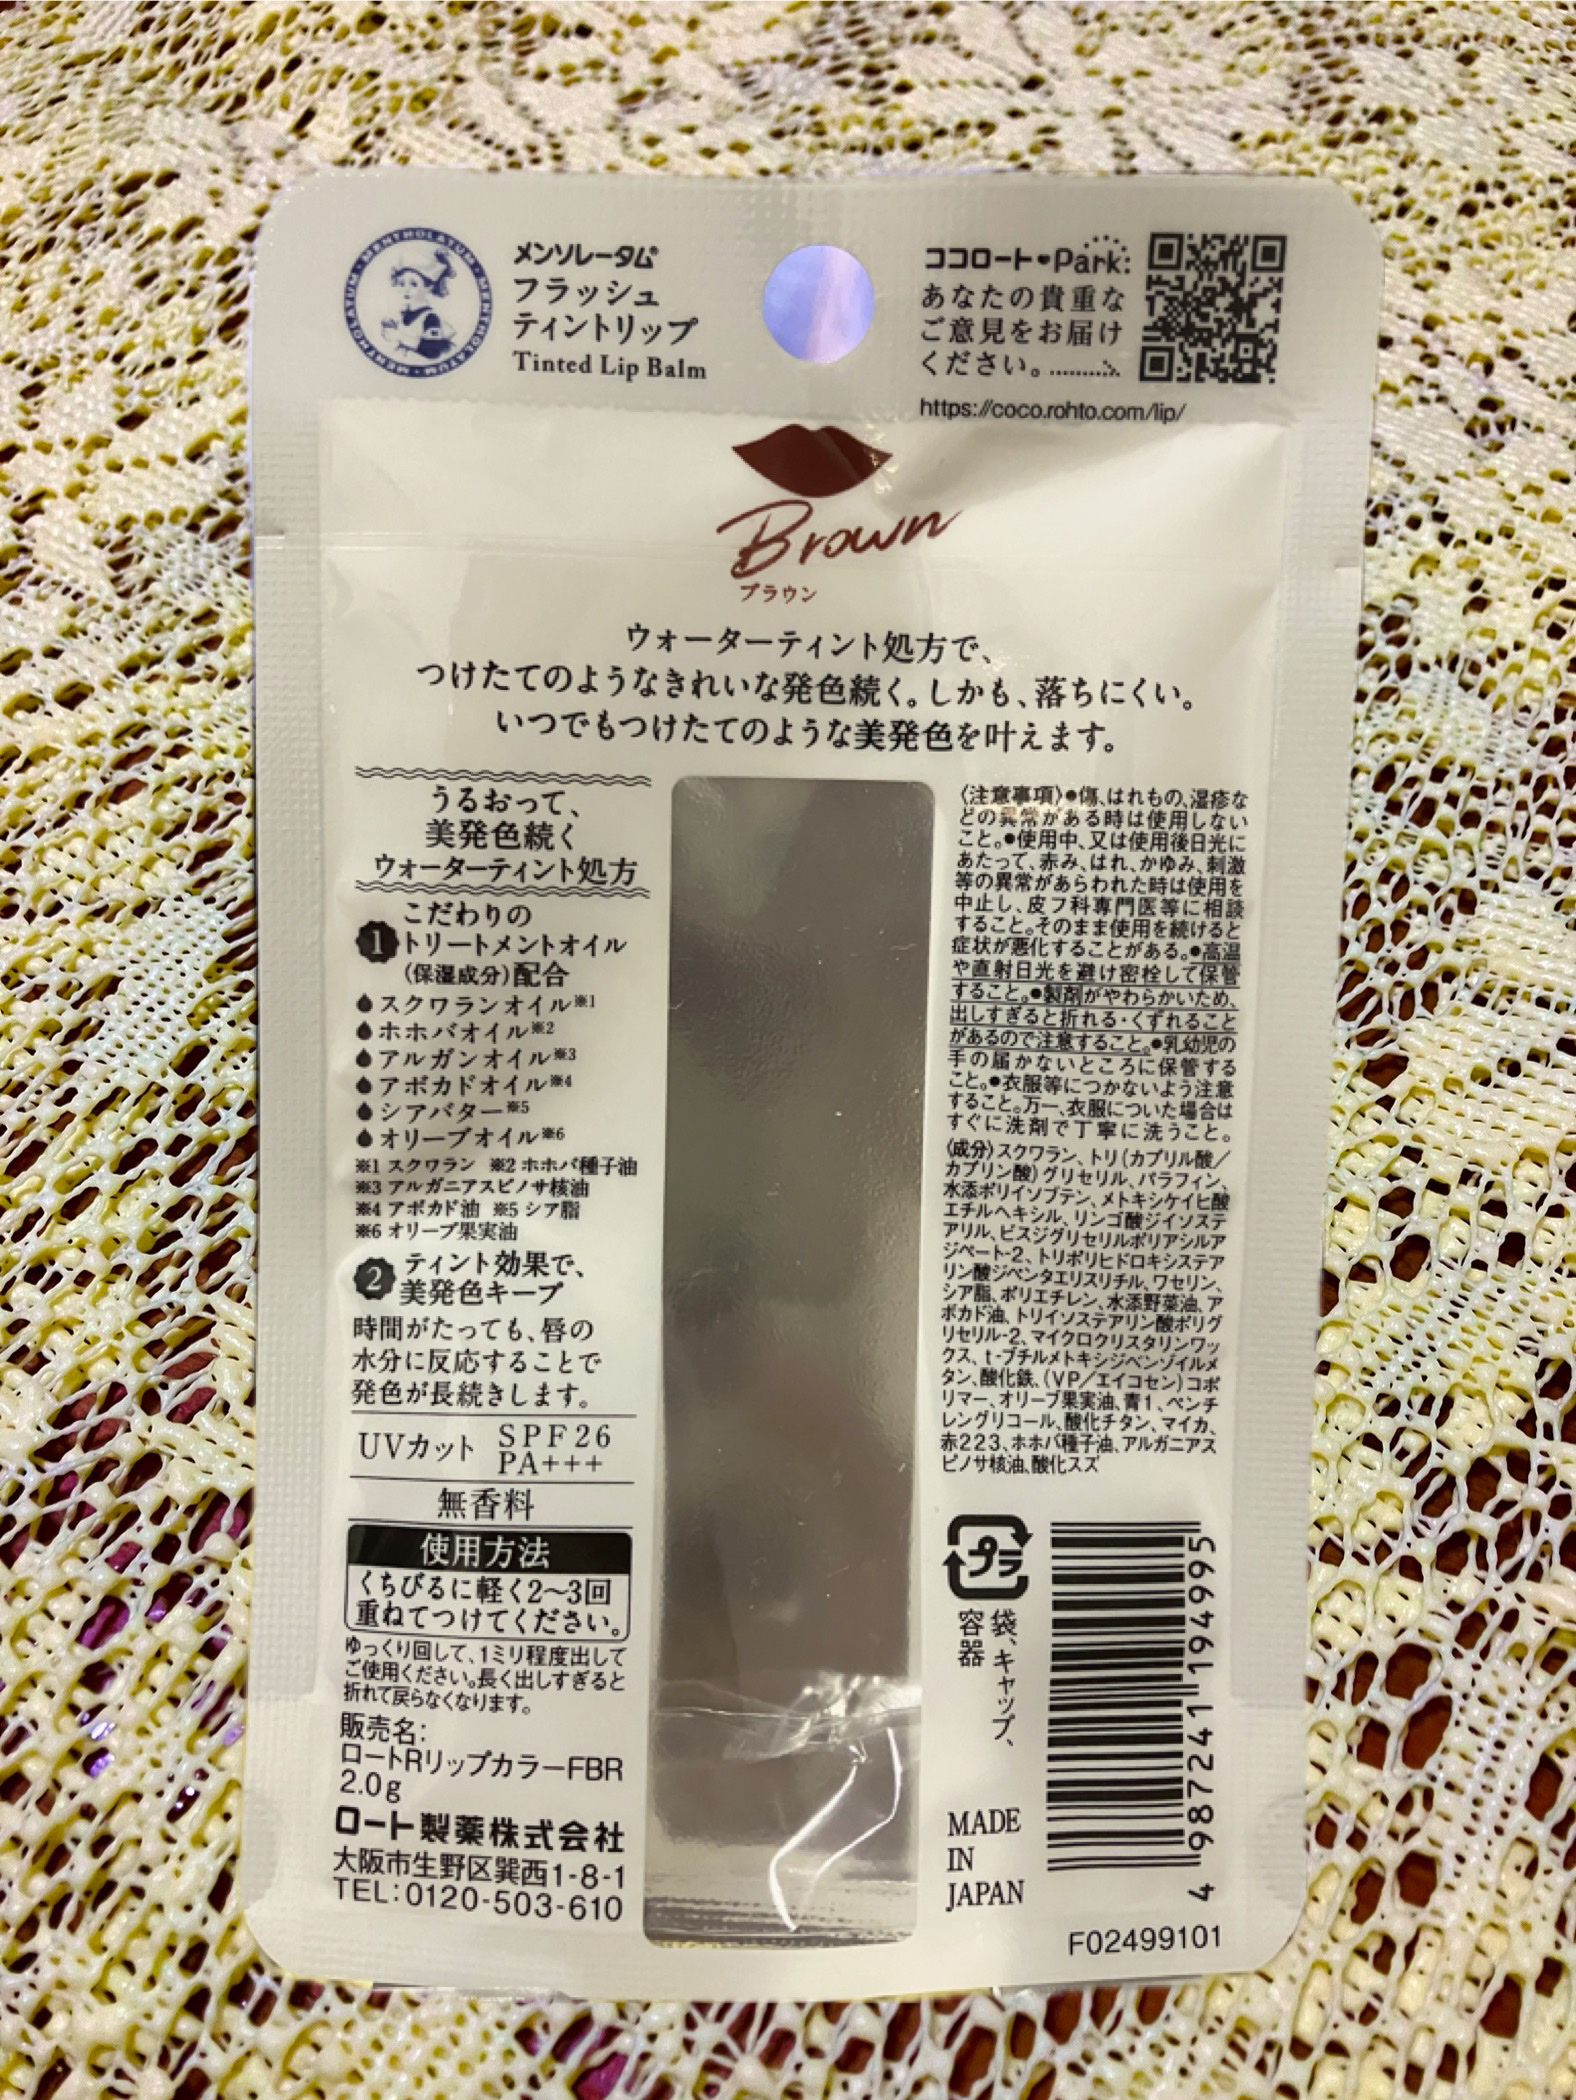 MENTHOLATUM・MENTHOLATUM・MENTHOLATUM
メンソレータム®
フラッシュ
ティントリップ
Tinted Lip Balm
ココロート♥Park:
あなたの貴重な
ご意見をお届け
ください。
https://coco.rohto.com/lip/
Brown
ブラウン
ウォーターティント処方で、
つけたてのようなきれいな発色続く。しかも、落ちにくい。
いつでもつけたてのような美発色を叶えます。
うるおって、
美発色続く
ウォーターティント処方
1 こだわりの
トリートメントオイル
(保湿成分)配合
スクワランオイル※1
ホホバオイル※2
アルガンオイル※3
アボカドオイル※4
シアバター※5
オリーブオイル※6
※1 スクワラン ※2 ホホバ種子油
※3 アルガニアスピノサ核油
※4 アボカド油 ※5 シア脂
※6 オリーブ果実油
2 ティント効果で、
美発色キープ
時間がたっても、唇の
水分に反応することで
発色が長続きします。
UVカット SPF26
PA+++
無香料
使用方法
くちびるに軽く2〜3回
重ねてつけてください。
ゆっくり回して、1ミリ程度出して
ご使用ください。長く出しすぎると
折れて戻らなくなります。
販売名:
ロートRリップカラーFBR
2.0g
ロート製薬株式会社
大阪市生野区巽西1-8-1
TEL:0120-503-610
〈注意事項〉●傷、はれもの、湿疹な
どの異常がある時は使用しない
こと。●使用中、又は使用後日光に
あたって、赤み、はれ、かゆみ、刺激
等の異常があらわれた時は使用を
中止し、皮フ科専門医等に相談
すること。そのまま使用を続けると
症状が悪化することがある。●高温
や直射日光を避け密栓して保管
すること。●製剤がやわらかいため、
出しすぎると折れる・くずれること
があるので注意すること。●乳幼児の
手の届かないところに保管する
こと。●衣服等につかないよう注意
すること。万一、衣服についた場合は
すぐに洗剤で丁寧に洗うこと。
〈成分〉スクワラン、トリ(カプリル酸/
カプリン酸)グリセリル、パラフィン、
水添ポリイソブテン、メトキシケイヒ酸
エチルヘキシル、リンゴ酸ジイソステ
アリル、ビスジグリセリルポリアシルア
ジペート-2、トリポリヒドロキシステア
リン酸ジペンタエリスリチル、ワセリン、
シア脂、ポリエチレン、水添野菜油、ア
ボカド油、トリイソステアリン酸ポリグ
リセリル-2、マイクロクリスタリンワッ
クス、t-ブチルメトキシジベンゾイルメ
タン、酸化鉄、(VP/エイコセン)コポ
リマー、オリーブ果実油、青1、ペンチ
レングリコール、酸化チタン、マイカ、
赤223、ホホバ種子油、アルガニアス
ピノサ核油、酸化スズ
プラ
袋、キャップ、
容器
MADE
IN
JAPAN
4 987241 194995
F02499101